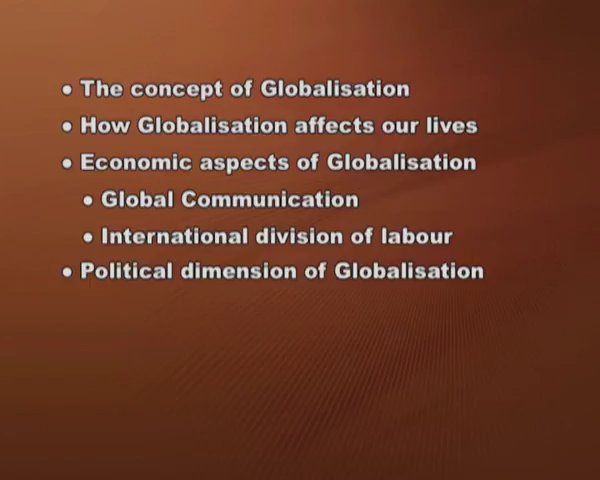 • The concept of Globalisation
• How Globalisation affects our lives
• Economic aspects of Globalisation
• Global Communication
• International division of labour
• Political dimension of Globalisation